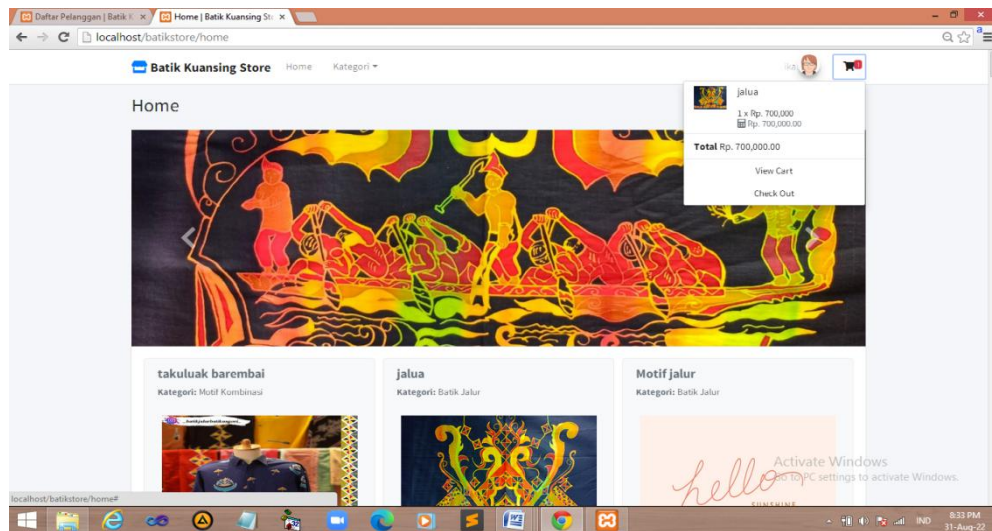 Daftar Pelanggan | Batik K
Home | Batik Kuansing St
localhost/batikstore/home
Batik Kuansing Store
Home
Kategori
1
jalua
1 x Rp. 700,000
Rp. 700,000.00
Total Rp. 700,000.00
View Cart
Check Out
Home
takuluak barembai
Kategori: Motif Kombinasi
jalua
Kategori: Batik Jalur
Motif jalur
Kategori: Batik Jalur
hello
SUNSHINE
Activate Windows
Go to PC settings to activate Windows.
localhost/batikstore/home#
IND
8:33 PM
31-Aug-22